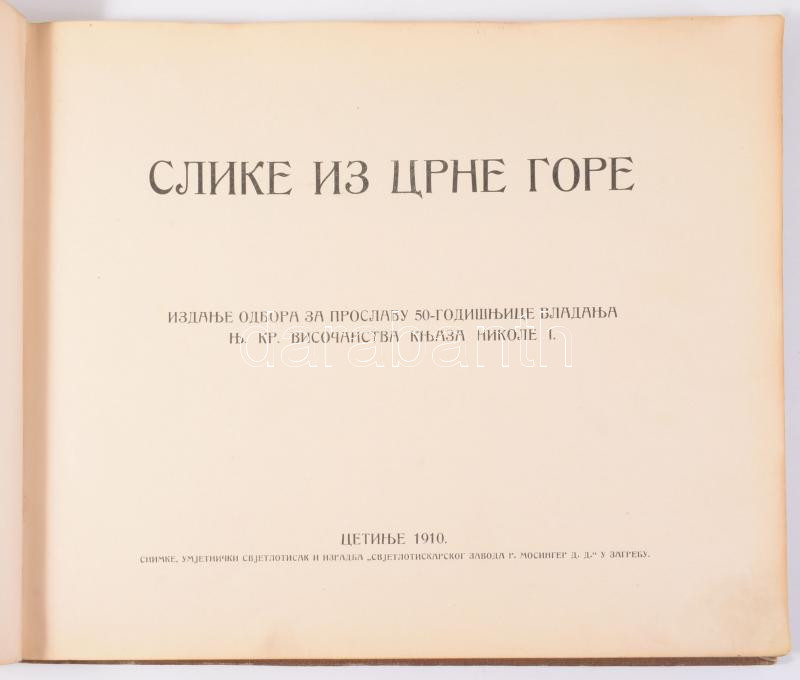 СЛИКЕ ИЗ ЦРНЕ ГОРЕ
ИЗДАЊЕ ОДБОРА ЗА ПРОСЛАВУ 50-ГОДИШЊИЦЕ ВЛАДАЊА
Њ. КР. ВИСОЧАНСТВА КЊАЗА НИКОЛЕ I.
darabanth
ЦЕТИЊЕ 1910.
СНИМКЕ, УМЈЕТНИЧКИ СВЈЕТЛОТИСАК И ИЗРАДБА „СВЈЕТЛОТИСКАРСКОГ ЗАВОДА Р. МОСИНГЕР Д. Д.“ У ЗАГРЕБУ.